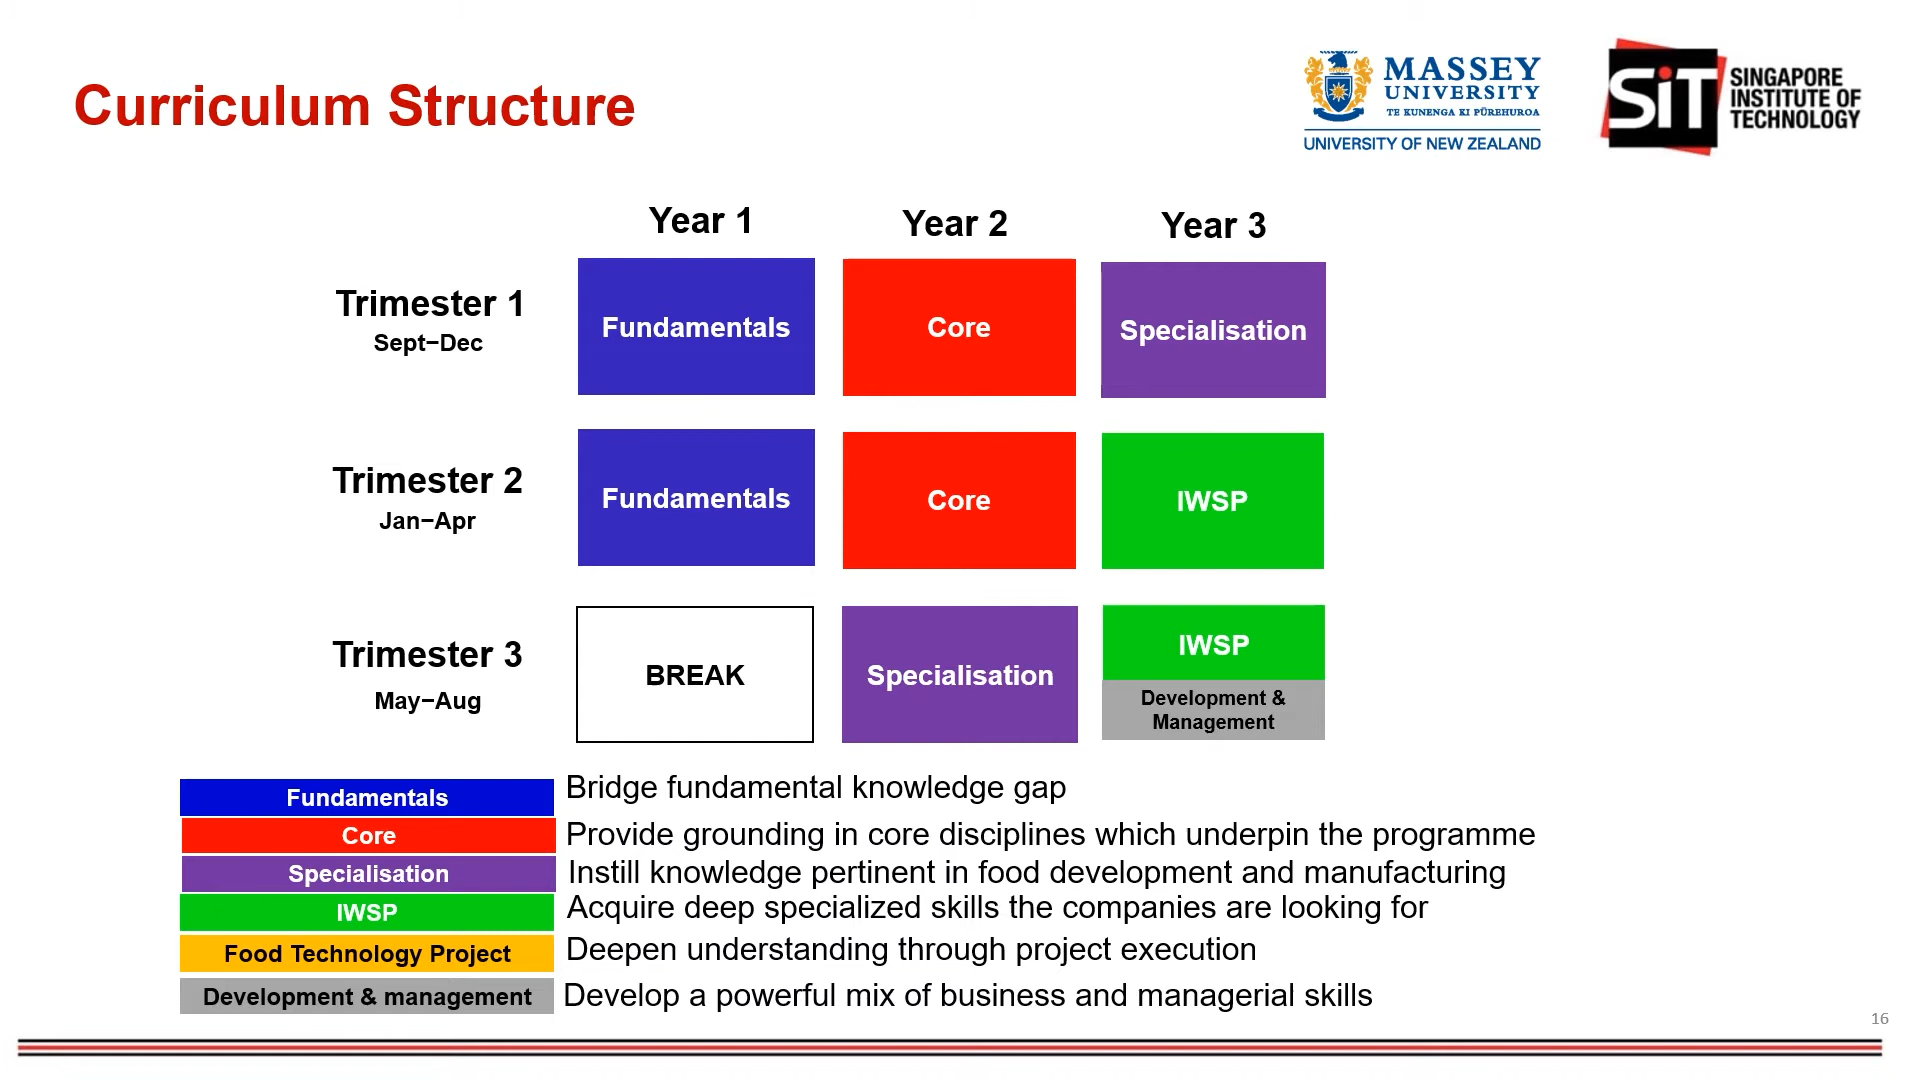 Curriculum Structure
MASSEY
UNIVERSITY
TE KUNENGA KI PŪREHUROA
UNIVERSITY OF NEW ZEALAND
SiT
SINGAPORE
INSTITUTE OF
TECHNOLOGY
Year 1
Year 2
Year 3
Trimester 1
Sept–Dec
Fundamentals
Core
Specialisation
Trimester 2
Jan–Apr
Fundamentals
Core
IWSP
Trimester 3
May–Aug
BREAK
Specialisation
IWSP
Development &
Management
Fundamentals Bridge fundamental knowledge gap
Core Provide grounding in core disciplines which underpin the programme
Specialisation Instill knowledge pertinent in food development and manufacturing
IWSP Acquire deep specialized skills the companies are looking for
Food Technology Project Deepen understanding through project execution
Development & management Develop a powerful mix of business and managerial skills
16